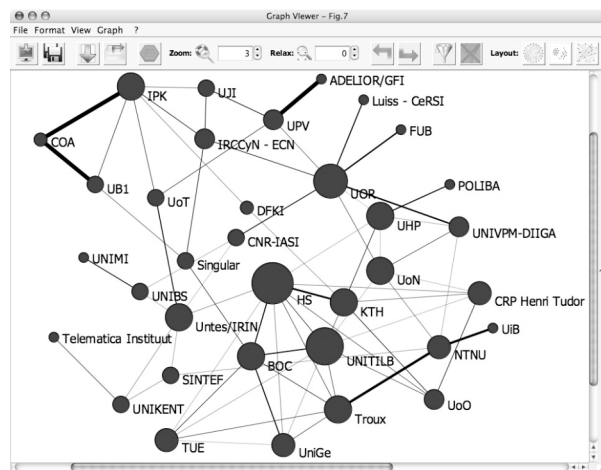 Graph Viewer - Fig.7
File Format View Graph ?
Zoom: 3 Relax: 0 Layout:
ADELIOR/GFI
IPK
UJI
Luiss - CeRSI
UPV
FUB
COA
IRCCyN - ECN
UB1
UOR
POLIBA
UoT
DFKI
UHP
UNIVPM-DIIGA
CNR-IASI
UNIMI
Singular
UoN
UNIBS
HS
CRP Henri Tudor
KTH
Untes/IRIN
UiB
Telematica Instituut
BOC
UNITILB
NTNU
SINTEF
UNIKENT
Troux
UoO
TUE
UniGe